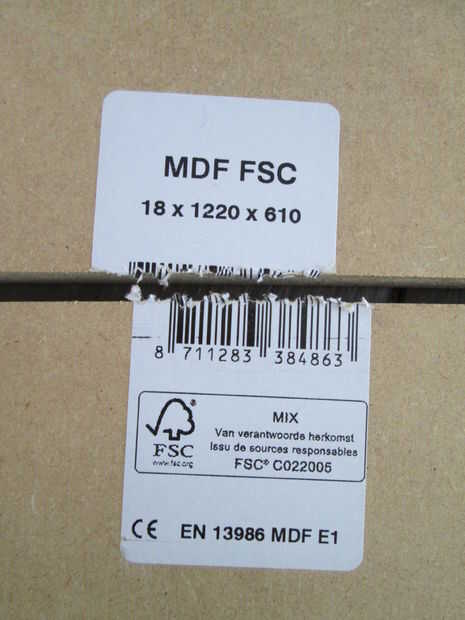 MDF FSC
18 x 1220 x 610
8 711283 384863
FSC
www.fsc.org
MIX
Van verantwoorde herkomst
Issu de sources responsables
FSC® C022005
CE EN 13986 MDF E1